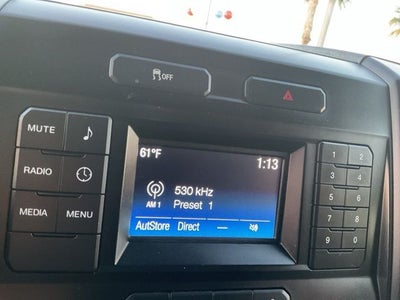 OFF
MUTE
RADIO
MEDIA MENU
61°F 1:13
530 kHz
AM 1 Preset 1
AutStore Direct
1 2
3 4
5 6
7 8
9 0